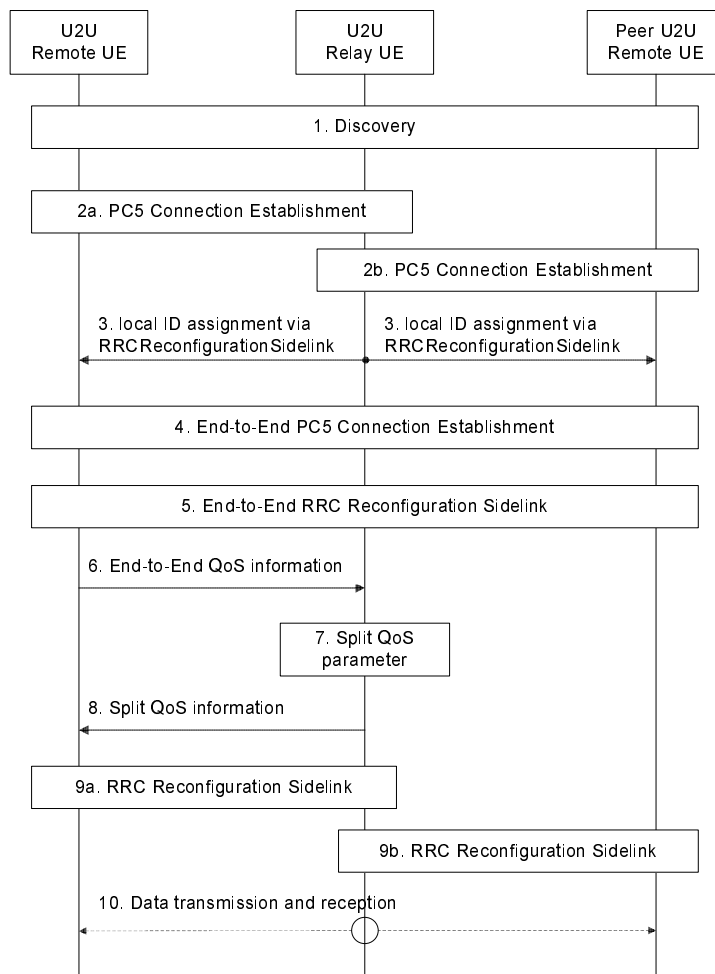 U2U
Remote UE
U2U
Relay UE
Peer U2U
Remote UE
1. Discovery
2a. PC5 Connection Establishment
2b. PC5 Connection Establishment
3. local ID assignment via
RRCReconfigurationSidelink
3. local ID assignment via
RRCReconfigurationSidelink
4. End-to-End PC5 Connection Establishment
5. End-to-End RRC Reconfiguration Sidelink
6. End-to-End QoS information
7. Split QoS
parameter
8. Split QoS information
9a. RRC Reconfiguration Sidelink
9b. RRC Reconfiguration Sidelink
10. Data transmission and reception